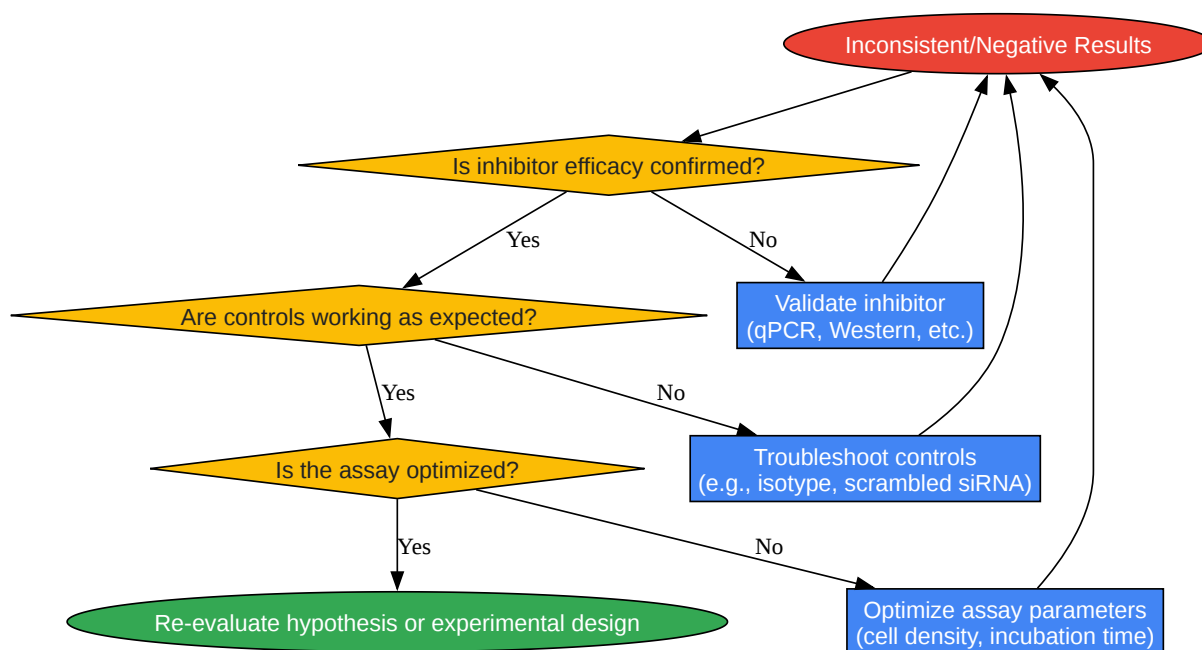 Inconsistent/Negative Results
Is inhibitor efficacy confirmed?
Yes
No
Validate inhibitor
(qPCR, Western, etc.)
Are controls working as expected?
Yes
No
Troubleshoot controls
(e.g., isotype, scrambled siRNA)
Is the assay optimized?
Yes
No
Optimize assay parameters
(cell density, incubation time)
Re-evaluate hypothesis or experimental design